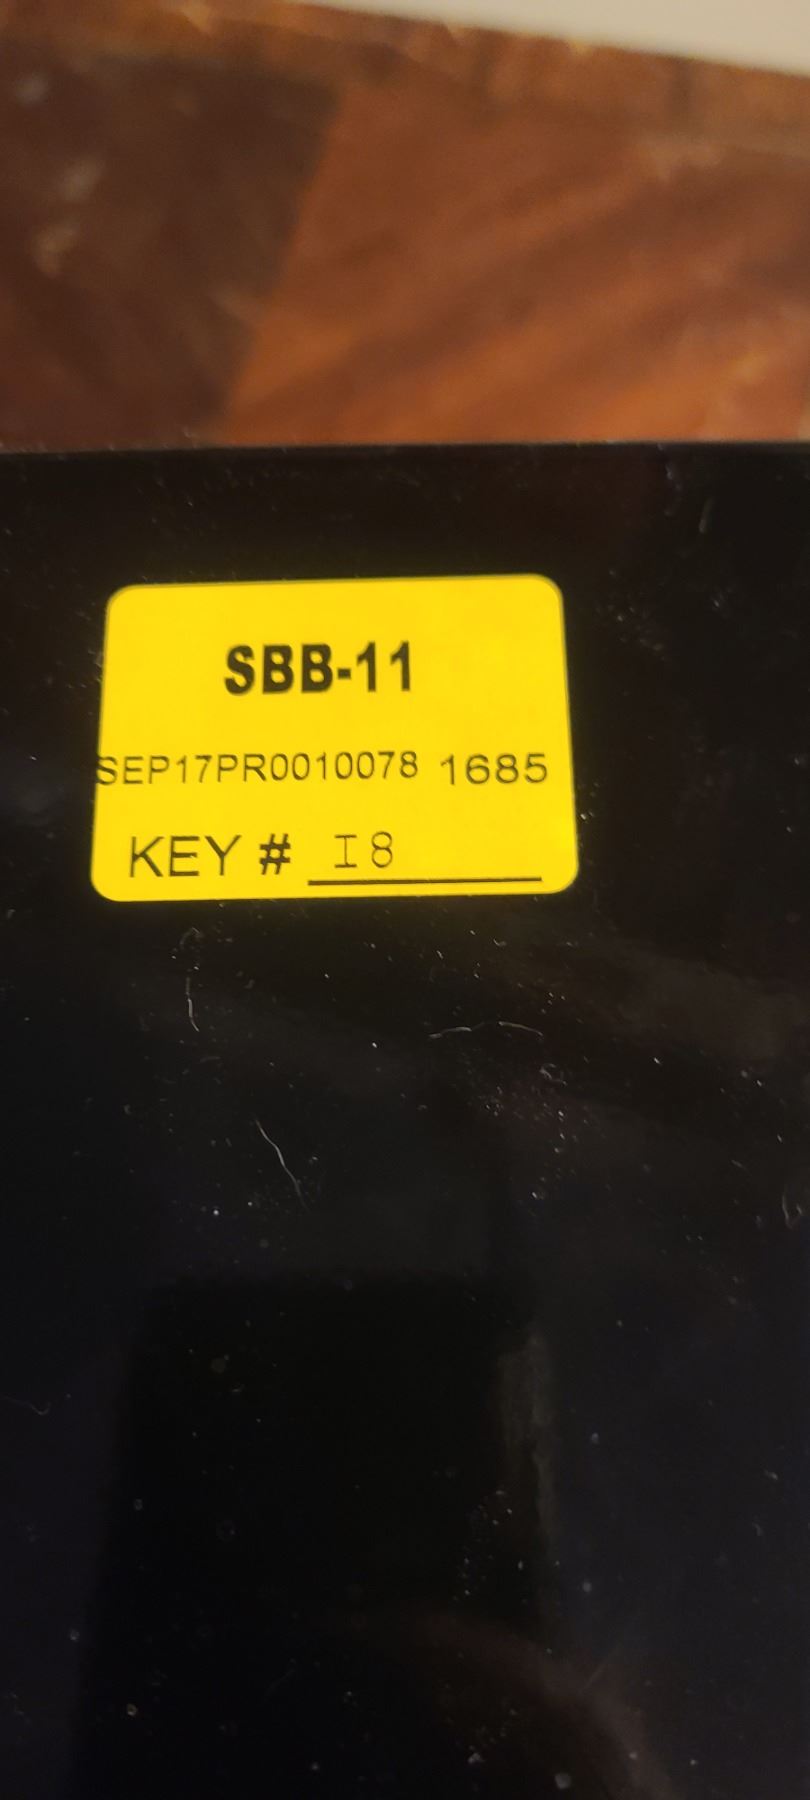 SBB-11
SEP17PR0010078 1685
KEY # I8